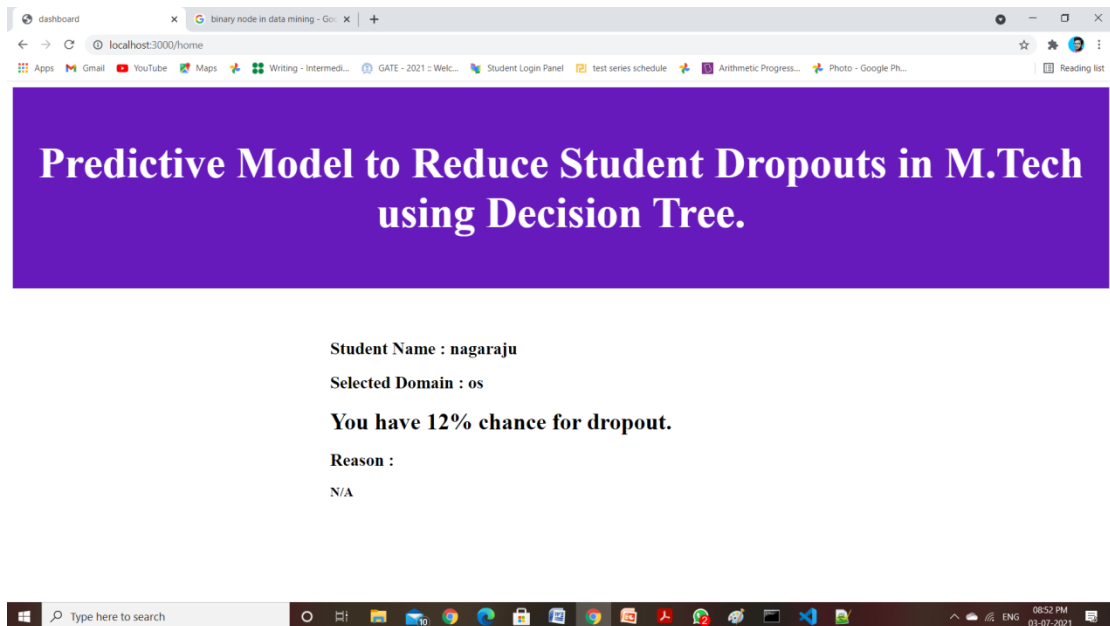 dashboard
G binary node in data mining - Goo
localhost:3000/home
Apps
Gmail
YouTube
Maps
Writing - Intermedi...
GATE - 2021 :: Welc...
Student Login Panel
test series schedule
Arithmetic Progress...
Photo - Google Ph...
Reading list
Predictive Model to Reduce Student Dropouts in M.Tech
using Decision Tree.
Student Name : nagaraju
Selected Domain : os
You have 12% chance for dropout.
Reason :
N/A
Type here to search
10
2
ENG
08:52 PM
03-07-2021